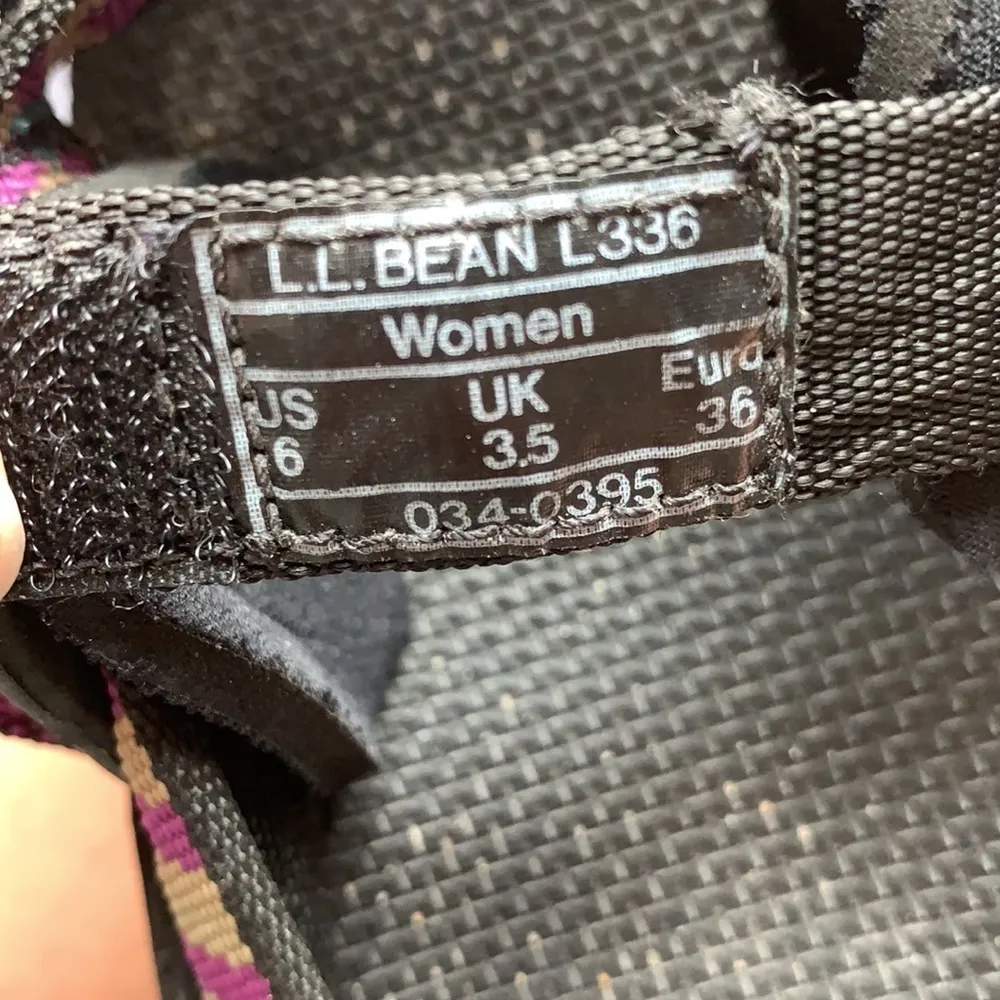 L.L. BEAN L336
Women
US UK Euro
6 3.5 36
034-0395